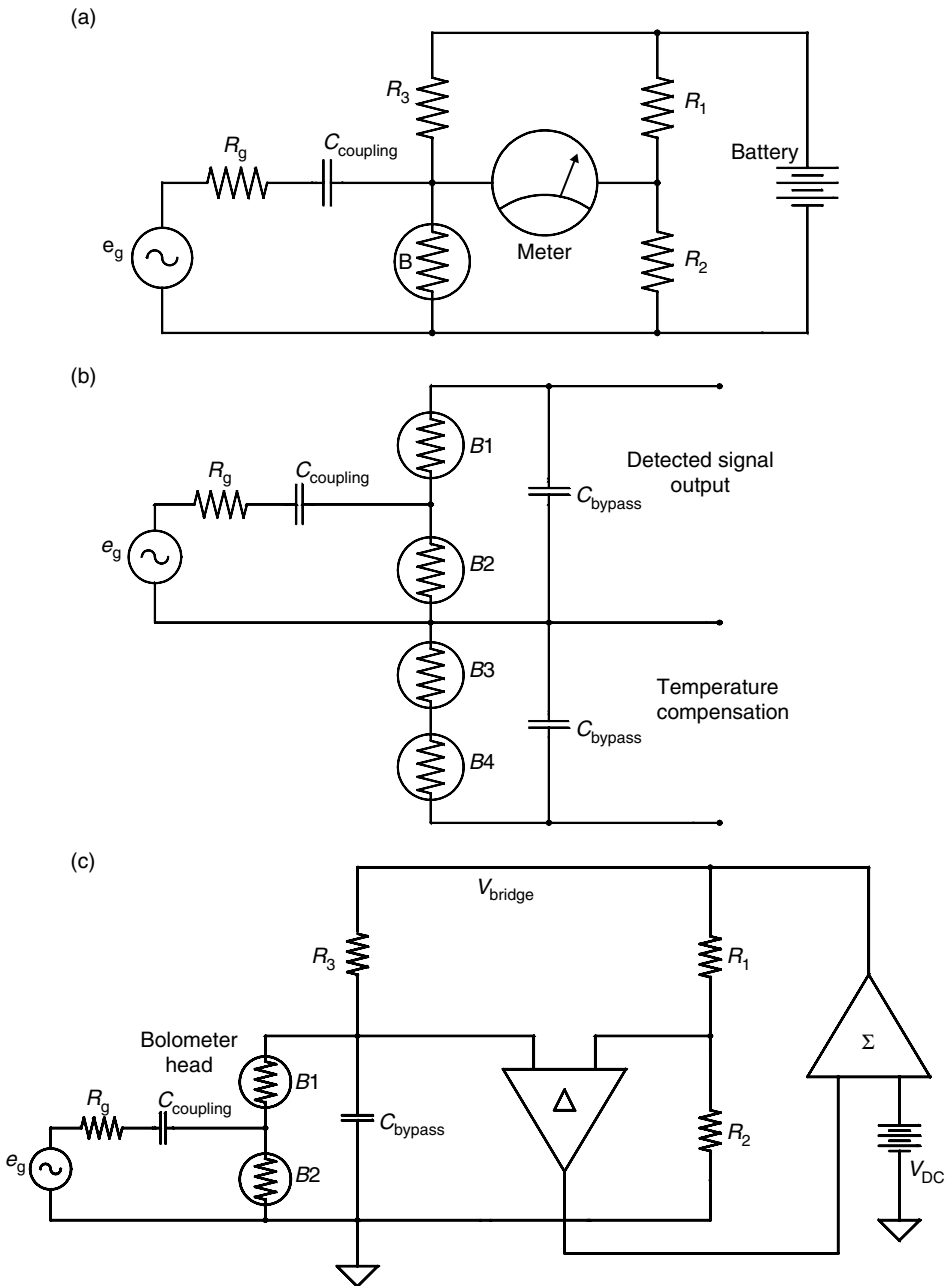 (a)
R3
R1
Rg
Ccoupling
Battery
eg
B
Meter
R2
(b)
B1
Rg
Ccoupling
Detected signal
output
Cbypass
eg
B2
B3
Temperature
compensation
Cbypass
B4
(c)
Vbridge
R3
R1
Bolometer
head
Σ
B1
Δ
Rg
Ccoupling
Cbypass
R2
eg
B2
VDC